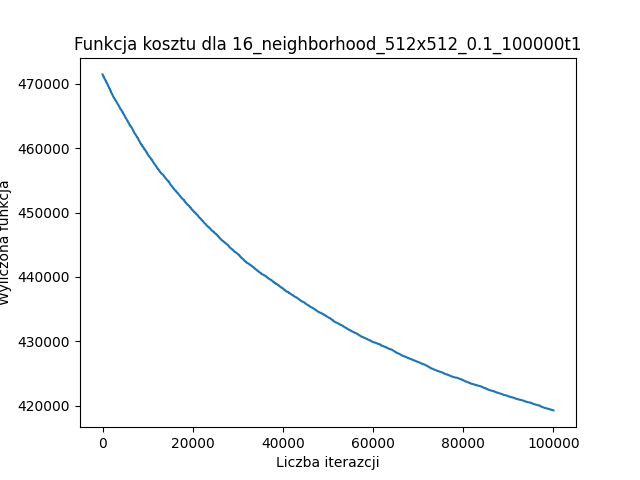 Funkcja kosztu dla 16_neighborhood_512x512_0.1_100000t1
470000
460000
450000
440000
430000
420000
Wyliczona funkcja
0 20000 40000 60000 80000 100000
Liczba iterazcji